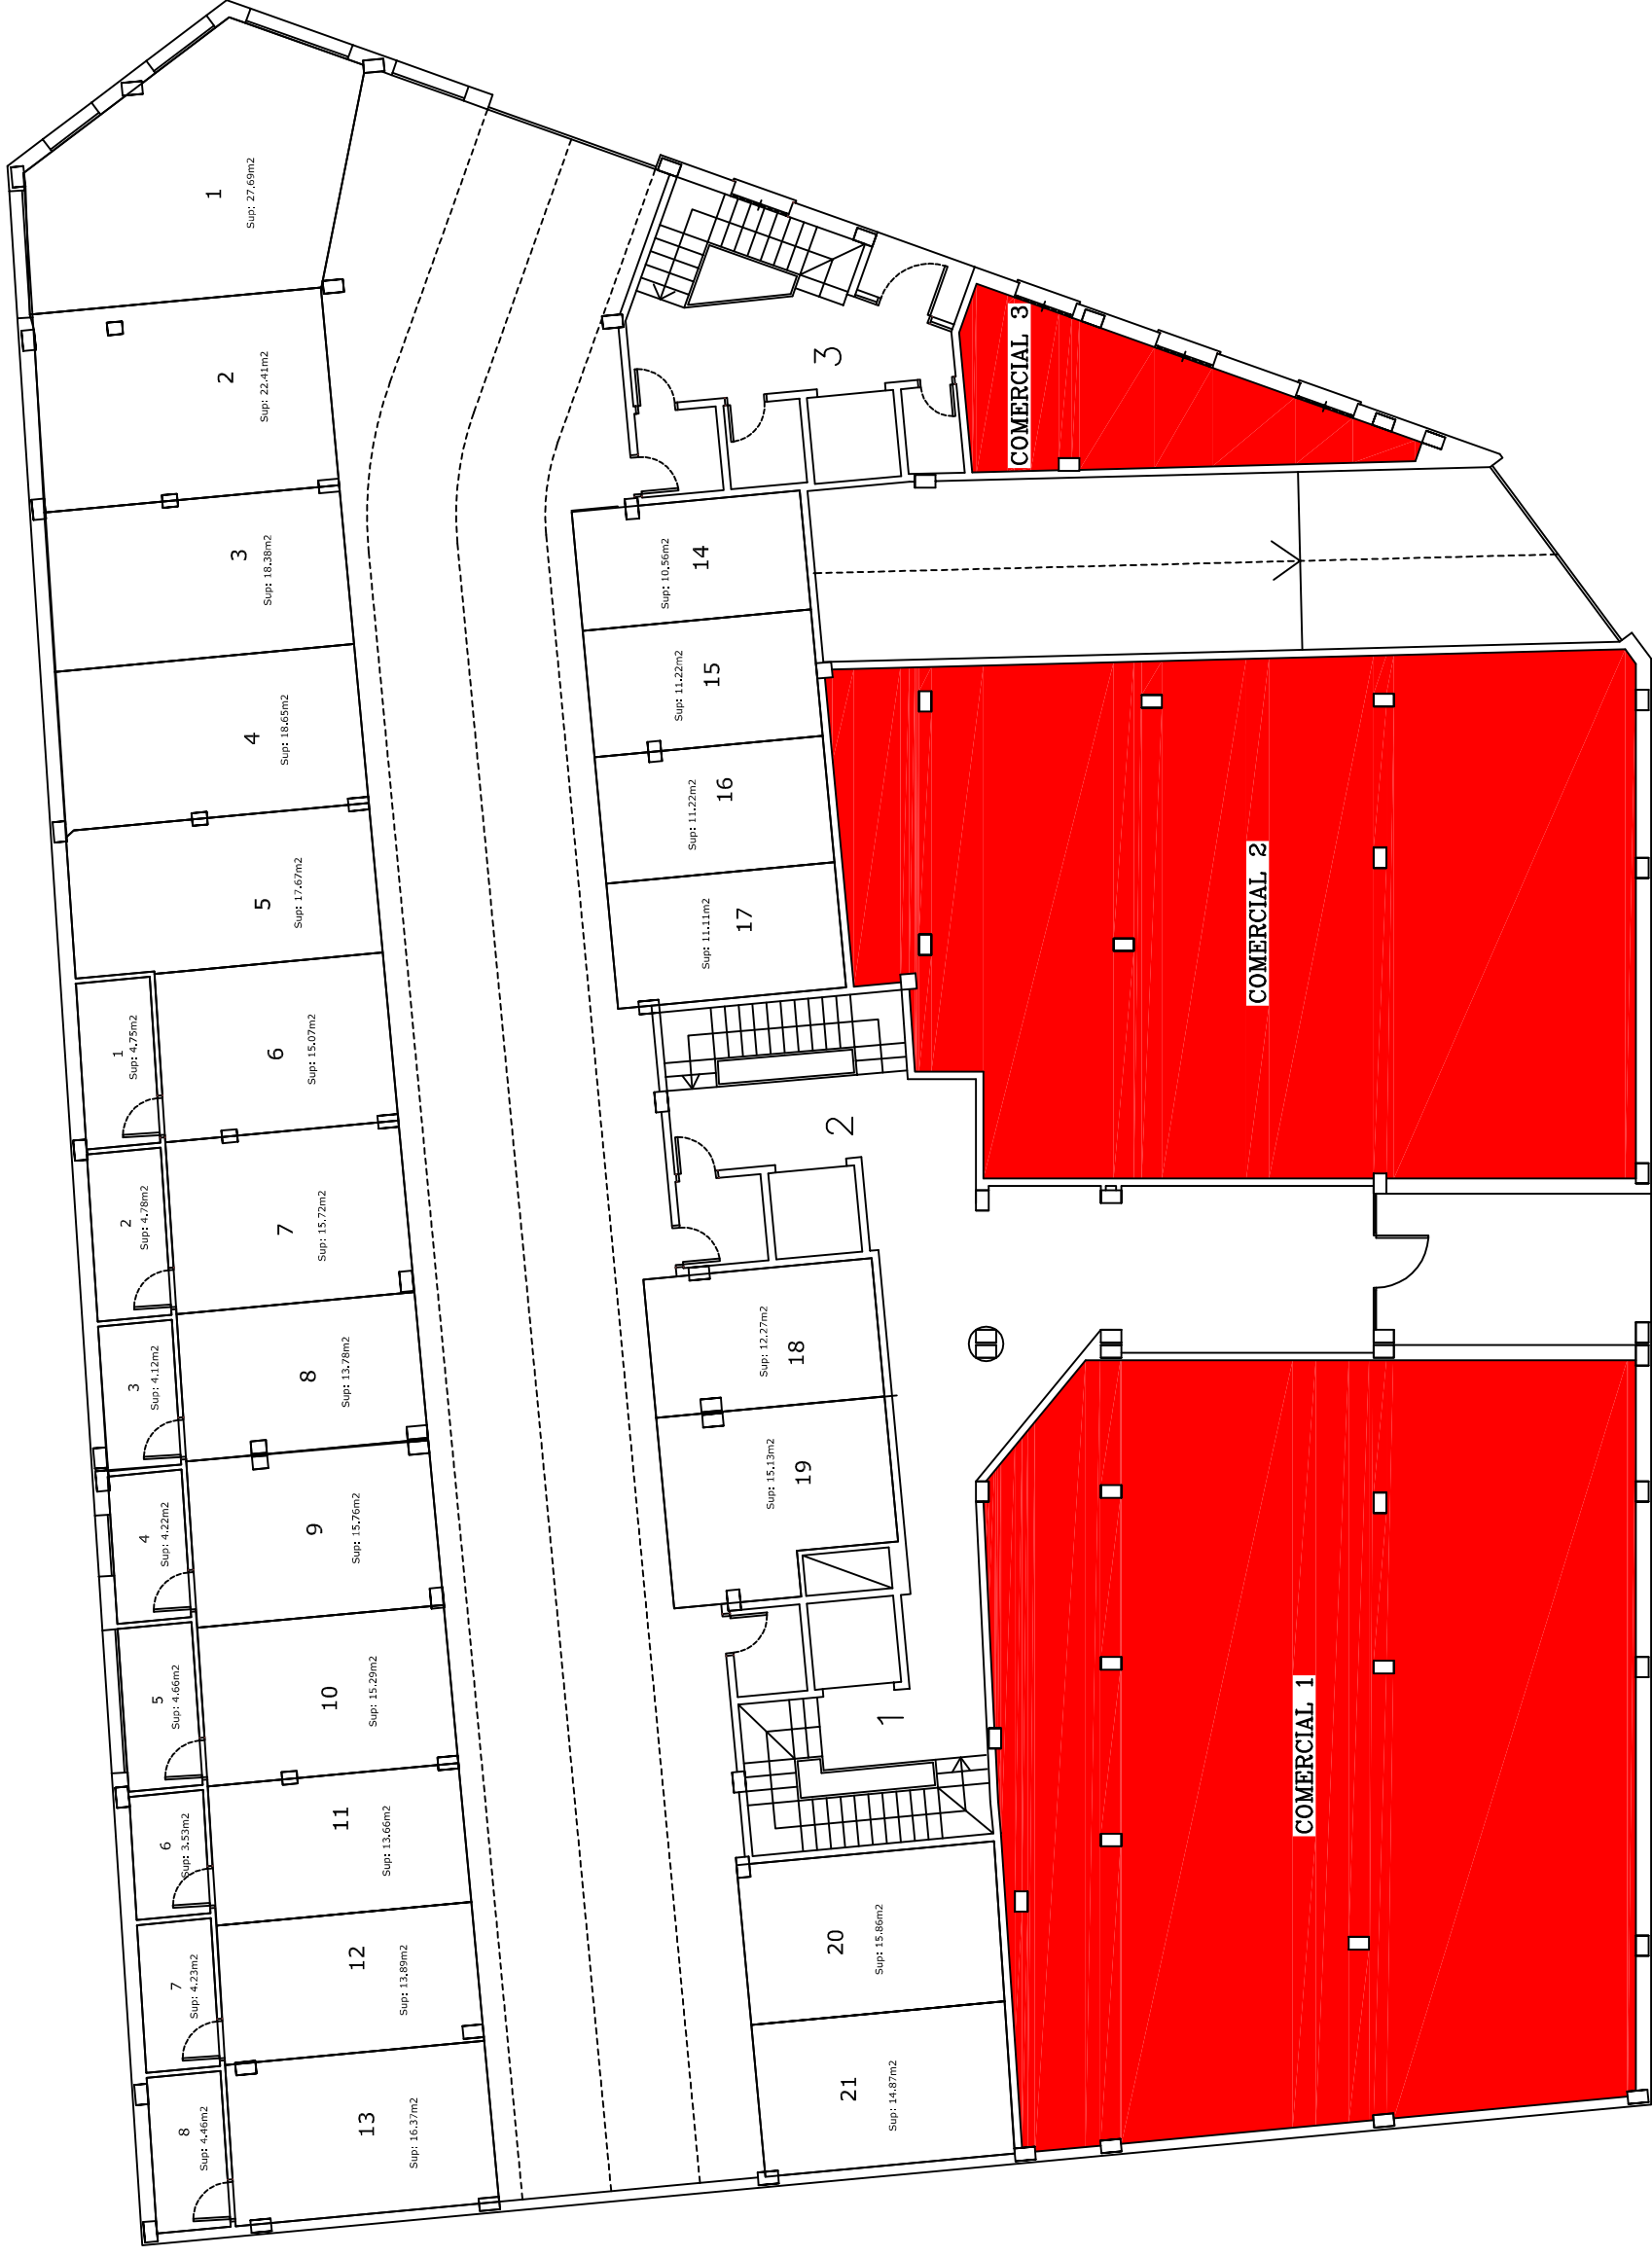 1
Sup: 27.69m2
2
Sup: 22.41m2
3
Sup: 18.38m2
4
Sup: 18.65m2
5
Sup: 17.67m2
6
Sup: 15.07m2
7
Sup: 15.72m2
8
Sup: 13.78m2
9
Sup: 15.76m2
10
Sup: 15.29m2
11
Sup: 13.66m2
12
Sup: 13.89m2
13
Sup: 16.37m2
1
Sup: 4.75m2
2
Sup: 4.78m2
3
Sup: 4.12m2
4
Sup: 4.22m2
5
Sup: 4.66m2
6
Sup: 3.53m2
7
Sup: 4.23m2
8
Sup: 4.46m2
Sup: 10.56m2
14
Sup: 11.22m2
15
Sup: 11.22m2
16
Sup: 11.11m2
17
Sup: 12.27m2
18
Sup: 15.13m2
19
20
Sup: 15.86m2
21
Sup: 14.87m2
3
2
1
COMERCIAL 3
COMERCIAL 2
COMERCIAL 1